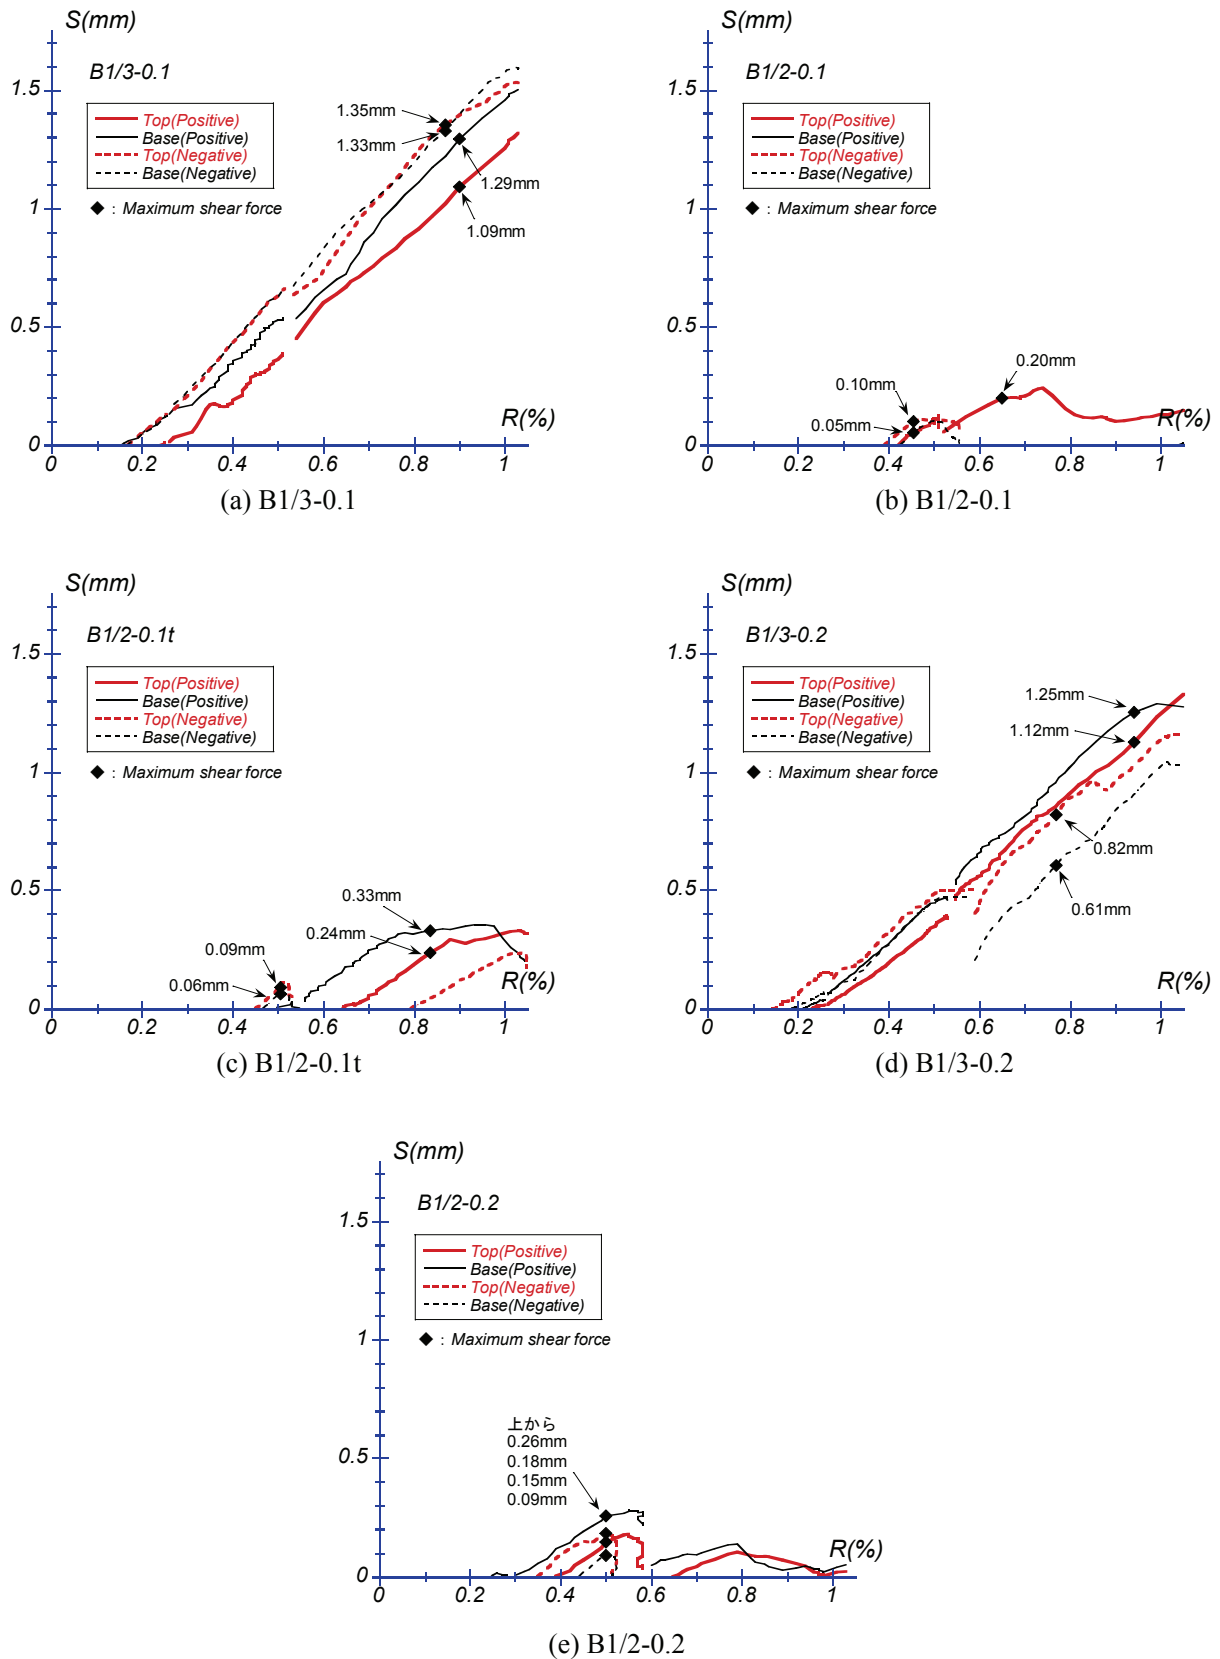 S(mm)
B1/3-0.1
Top(Positive)
Base(Positive)
Top(Negative)
Base(Negative)
◆ : Maximum shear force
1.35mm
1.33mm
1.29mm
1.09mm
1.5
1
0.5
0
R(%)
0 0.2 0.4 0.6 0.8 1
(a) B1/3-0.1
S(mm)
B1/2-0.1
Top(Positive)
Base(Positive)
Top(Negative)
Base(Negative)
◆ : Maximum shear force
0.20mm
0.10mm
0.05mm
1.5
1
0.5
0
R(%)
0 0.2 0.4 0.6 0.8 1
(b) B1/2-0.1
S(mm)
B1/2-0.1t
Top(Positive)
Base(Positive)
Top(Negative)
Base(Negative)
◆ : Maximum shear force
0.33mm
0.24mm
0.09mm
0.06mm
1.5
1
0.5
0
R(%)
0 0.2 0.4 0.6 0.8 1
(c) B1/2-0.1t
S(mm)
B1/3-0.2
Top(Positive)
Base(Positive)
Top(Negative)
Base(Negative)
◆ : Maximum shear force
1.25mm
1.12mm
0.82mm
0.61mm
1.5
1
0.5
0
R(%)
0 0.2 0.4 0.6 0.8 1
(d) B1/3-0.2
S(mm)
B1/2-0.2
Top(Positive)
Base(Positive)
Top(Negative)
Base(Negative)
◆ : Maximum shear force
上から
0.26mm
0.18mm
0.15mm
0.09mm
1.5
1
0.5
0
R(%)
0 0.2 0.4 0.6 0.8 1
(e) B1/2-0.2